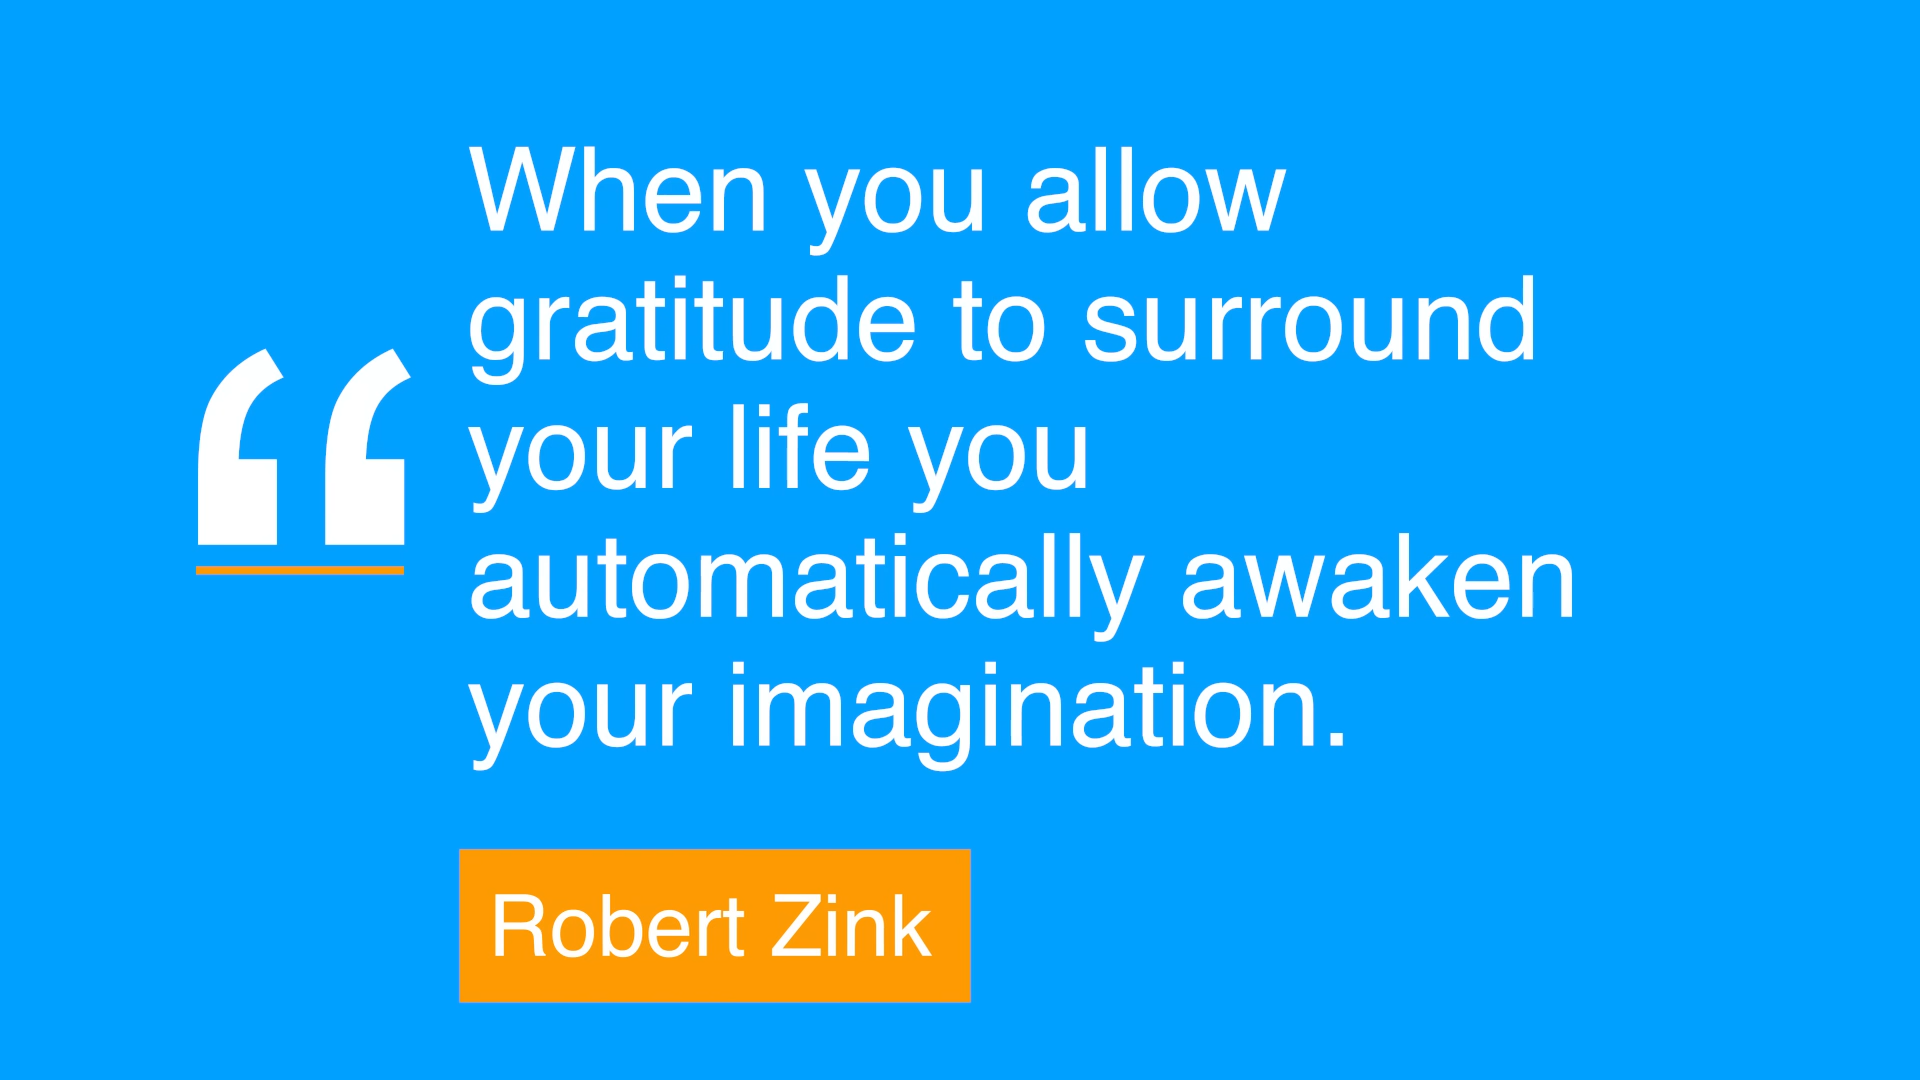 “
When you allow
gratitude to surround
your life you
automatically awaken
your imagination.
Robert Zink